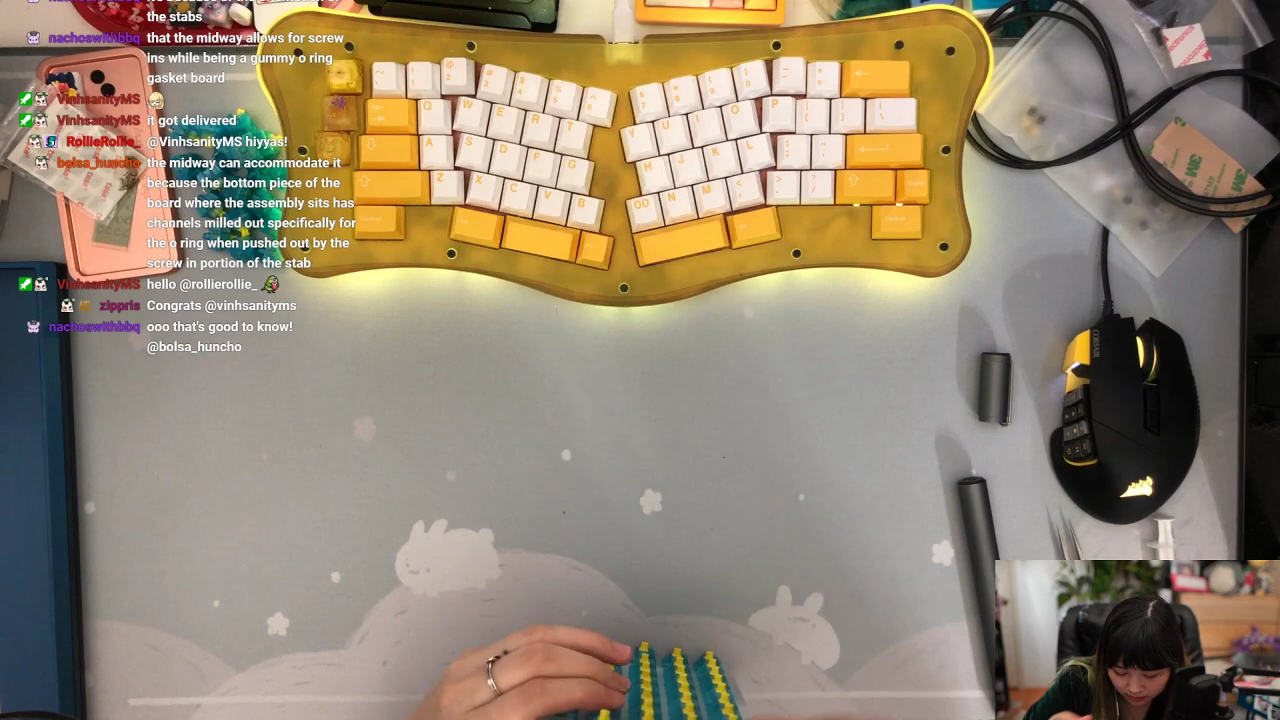 the stabs
nachoswithbbq that the midway allows for screw
ins while being a gummy o ring
gasket board
VinhsanityMS
VinhsanityMS it got delivered
RollieRollie_ @VinhsanityMS hiyyas!
bolsa_huncho the midway can accommodate it
because the bottom piece of the
board where the assembly sits has
channels milled out specifically for
the o ring when pushed out by the
screw in portion of the stab
VinhsanityMS hello @rollierollie_
zippris Congrats @vinhsanityms
nachoswithbbq ooo that's good to know!
@bolsa_huncho
Q W E R T Y U I O P
A S D F G H J K L
Z X C V B N M
3M
CORSAIR